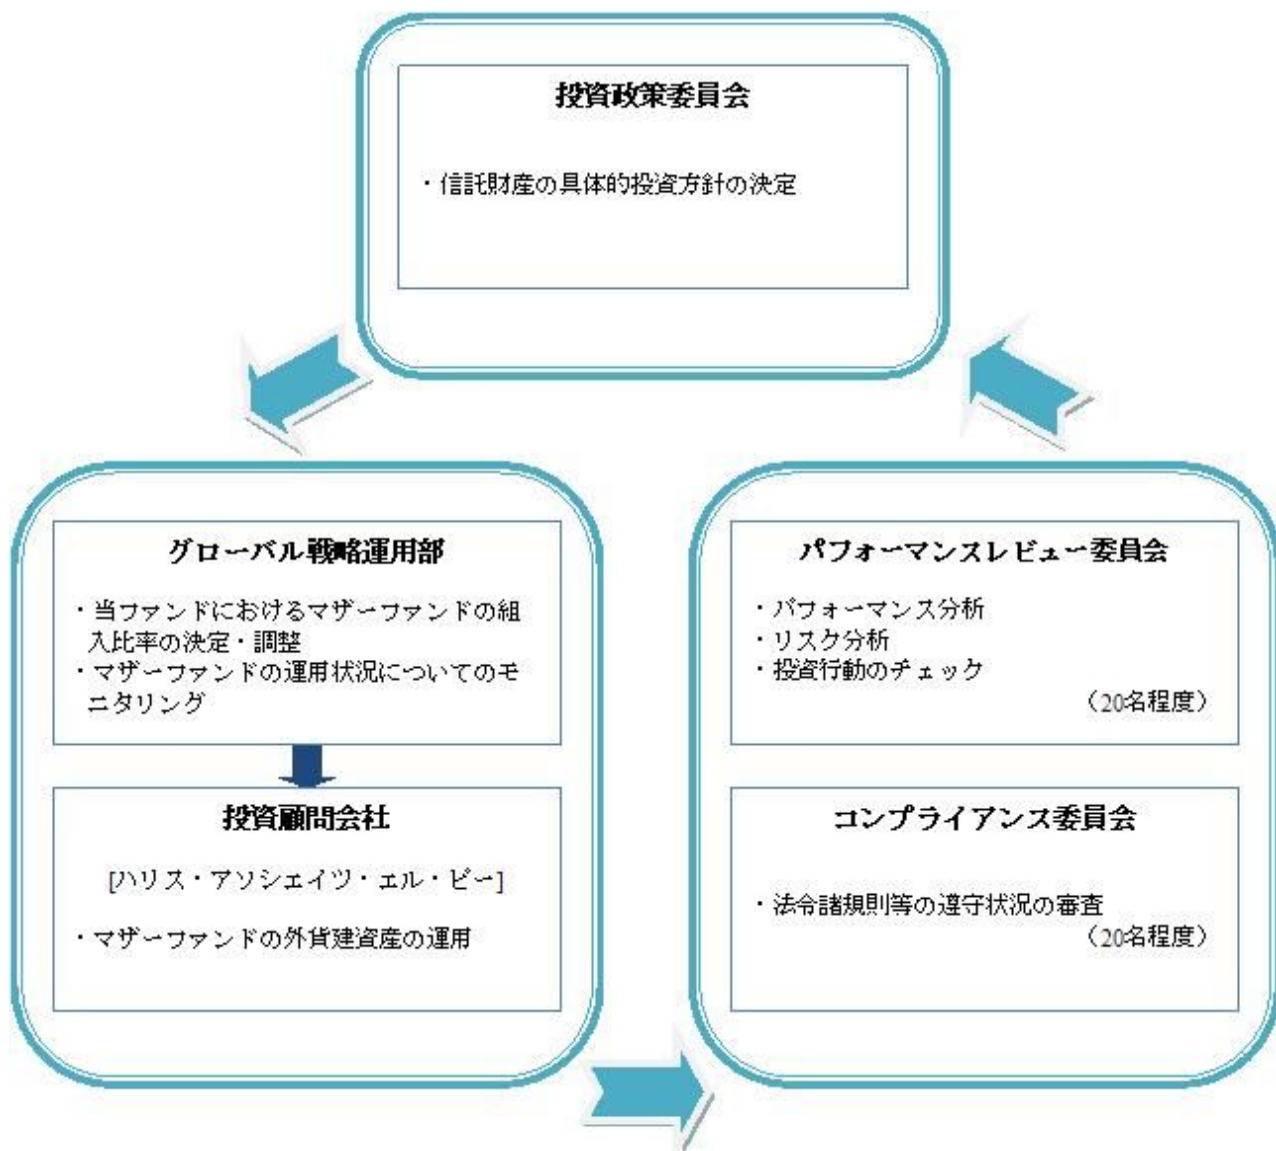 投資政策委員会
・信託財産の具体的投資方針の決定
グローバル戦略運用部
・当ファンドにおけるマザーファンドの組
入比率の決定・調整
・マザーファンドの運用状況についてのモ
ニタリング
投資顧問会社
[ハリス・アソシエイツ・エル・ピー]
・マザーファンドの外貨建資産の運用
パフォーマンスレビュー委員会
・パフォーマンス分析
・リスク分析
・投資行動のチェック
（20名程度）
コンプライアンス委員会
・法令諸規則等の遵守状況の審査
（20名程度）